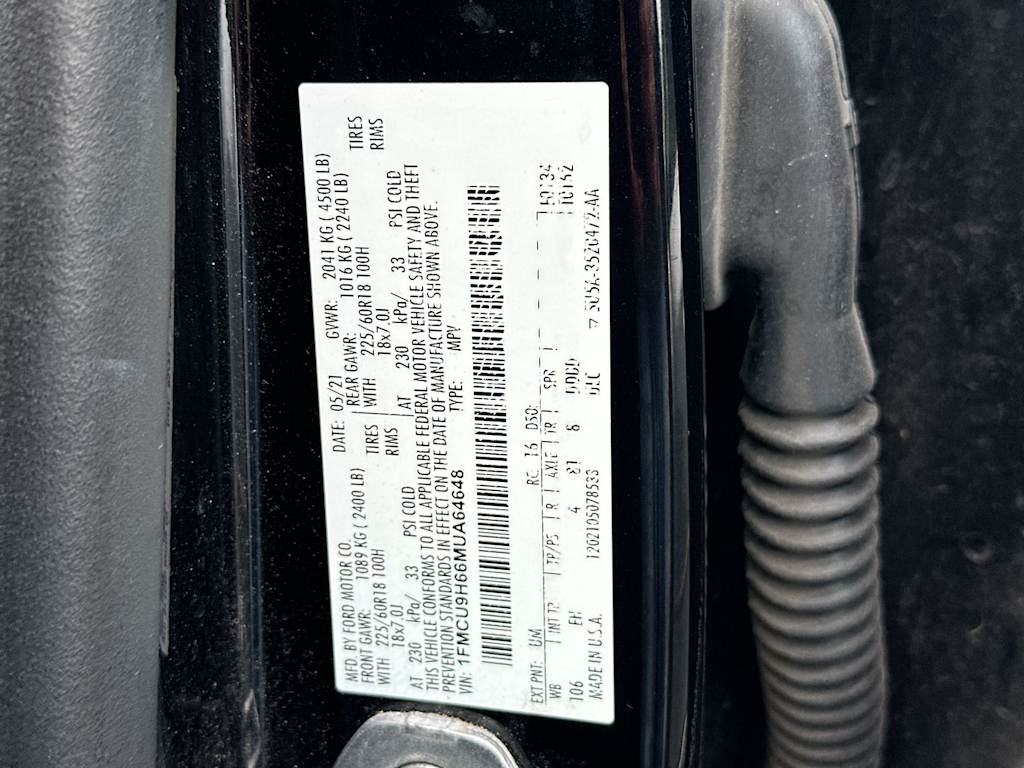 MFD. BY FORD MOTOR CO. DATE: 05/21 GVWR: 2041 KG ( 4500 LB)
FRONT GAWR: 1089 KG ( 2400 LB) REAR GAWR: 1016 KG ( 2240 LB)
WITH 225/60R18 100H TIRES WITH 225/60R18 100H TIRES
18x7.0J RIMS 18x7.0J RIMS
AT 230 kPa/ 33 PSI COLD AT 230 kPa/ 33 PSI COLD
THIS VEHICLE CONFORMS TO ALL APPLICABLE FEDERAL MOTOR VEHICLE SAFETY AND THEFT
PREVENTION STANDARDS IN EFFECT ON THE DATE OF MANUFACTURE SHOWN ABOVE.
VIN: 1FMCU9H66MUA64648 TYPE: MPV
EXT PNT: UM RC: 16 DSO:
WB INT TR TP/PS R AXLE TR SPR
106 EH 4 81 8
MADE IN U.S.A.